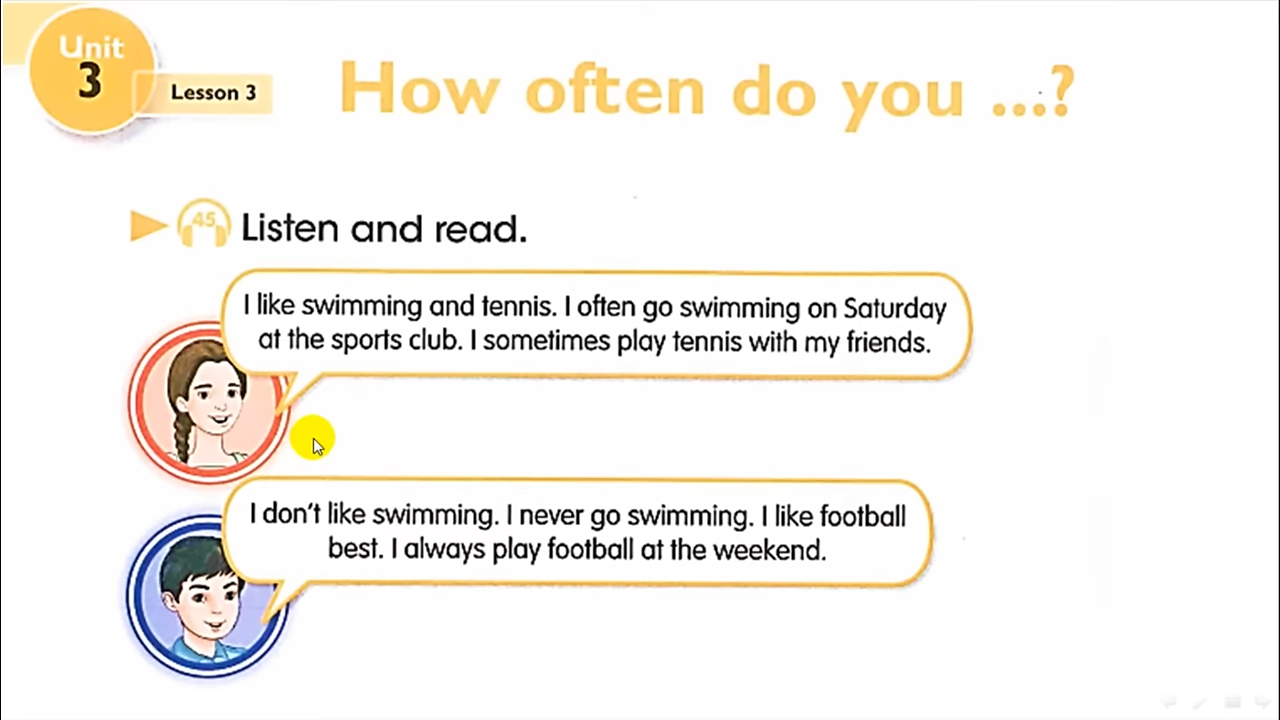 Unit
3
Lesson 3
How often do you ...?
45
Listen and read.
I like swimming and tennis. I often go swimming on Saturday
at the sports club. I sometimes play tennis with my friends.
I don't like swimming. I never go swimming. I like football
best. I always play football at the weekend.